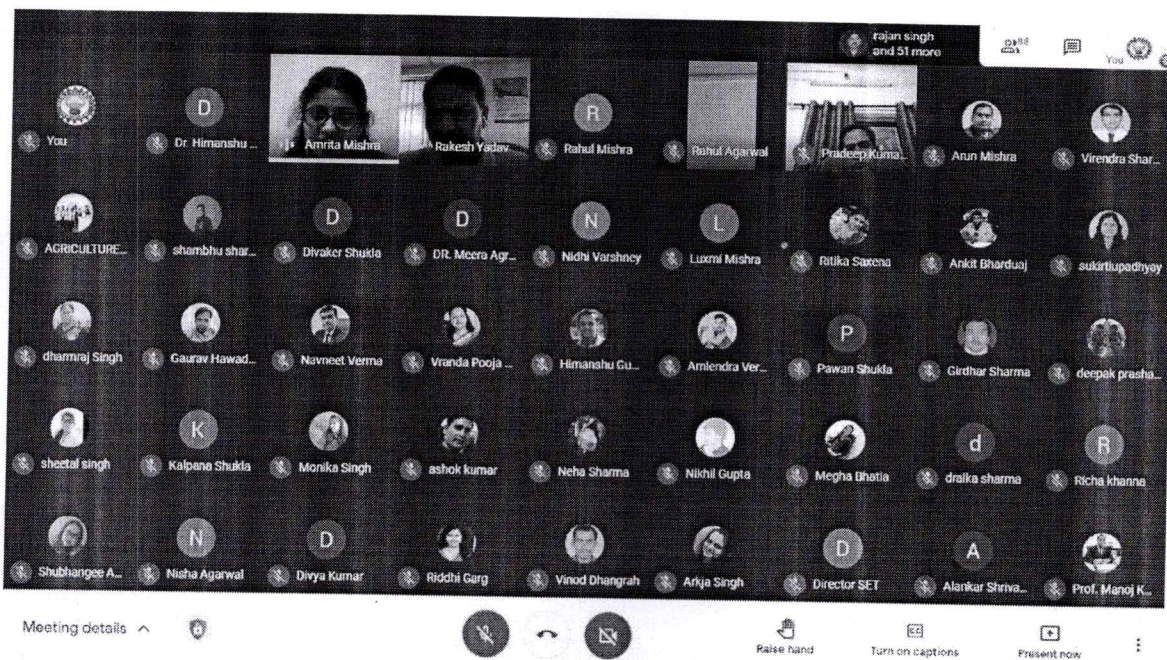 rajan singh
and 51 more
88
You
You
D
Dr. Himanshu ...
Amrita Mishra
Rakesh Yadav
R
Rahul Mishra
Rahul Agarwal
Pradeep Kuma...
Arun Mishra
Virendra Shar...
AGRICULTURE...
shambhu shar...
D
Divaker Shukla
D
DR. Meera Agr...
N
Nidhi Varshney
L
Luxmi Mishra
Ritika Saxena
Ankit Bharduaj
sukirtiupadhyay
dharmraj Singh
Gaurav Hawad...
Navneet Verma
Vranda Pooja ...
Himanshu Gu...
Amlendra Ver...
P
Pawan Shukla
Girdhar Sharma
deepak prasha...
sheetal singh
K
Kalpana Shukla
Monika Singh
ashok kumar
Neha Sharma
Nikhil Gupta
Megha Bhatia
d
dralka sharma
R
Richa khanna
Shubhangee A...
N
Nisha Agarwal
D
Divya Kumar
Riddhi Garg
Vinod Dhangrah
Arkja Singh
D
Director SET
A
Alankar Shriva...
Prof. Manoj K...
Meeting details
Raise hand
CC
Turn on captions
Present now